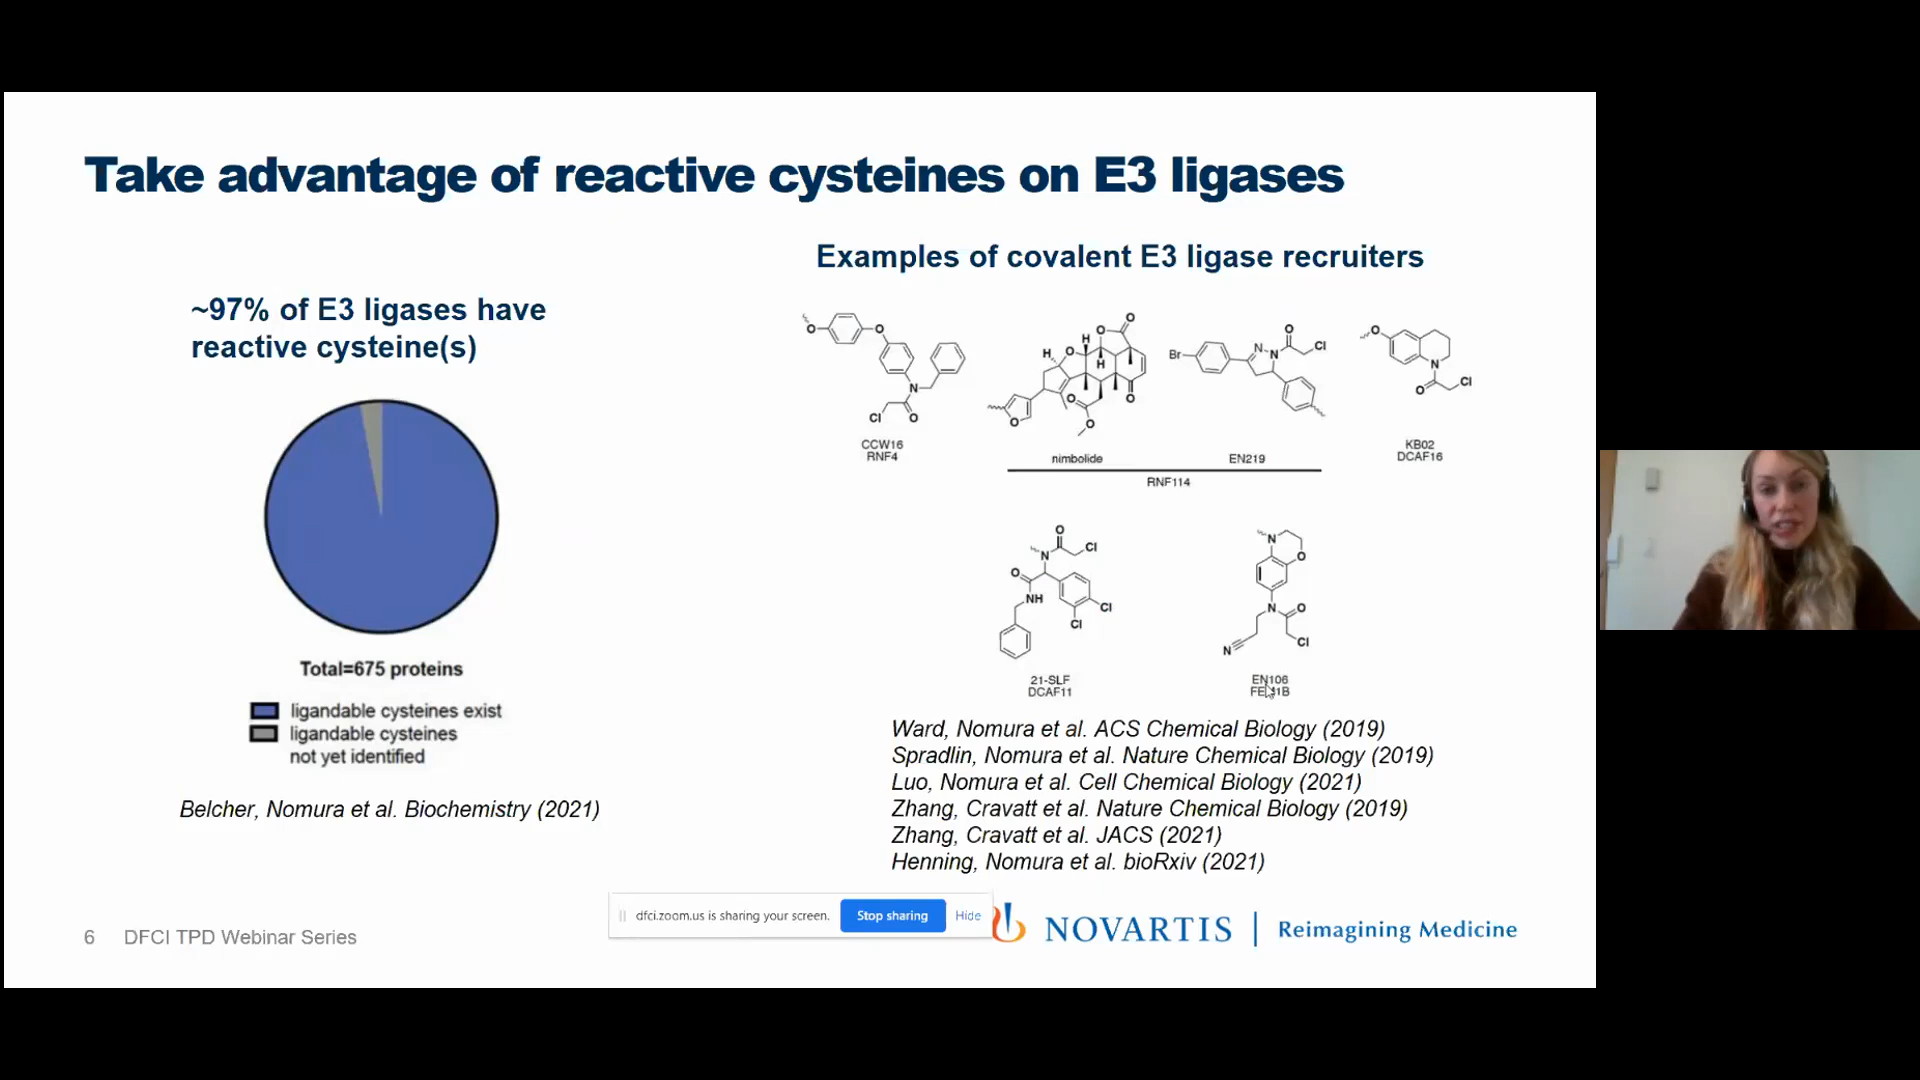 Take advantage of reactive cysteines on E3 ligases
Examples of covalent E3 ligase recruiters
~97% of E3 ligases have
reactive cysteine(s)
Total=675 proteins
ligandable cysteines exist
ligandable cysteines
not yet identified
Belcher, Nomura et al. Biochemistry (2021)
CCW16
RNF4
nimbolide
EN219
RNF114
KB02
DCAF16
21-SLF
DCAF11
EN106
Ward, Nomura et al. ACS Chemical Biology (2019)
Spradlin, Nomura et al. Nature Chemical Biology (2019)
Luo, Nomura et al. Cell Chemical Biology (2021)
Zhang, Cravatt et al. Nature Chemical Biology (2019)
Zhang, Cravatt et al. JACS (2021)
Henning, Nomura et al. bioRxiv (2021)
dfci.zoom.us is sharing your screen. Stop sharing Hide
6 DFCI TPD Webinar Series
NOVARTIS | Reimagining Medicine